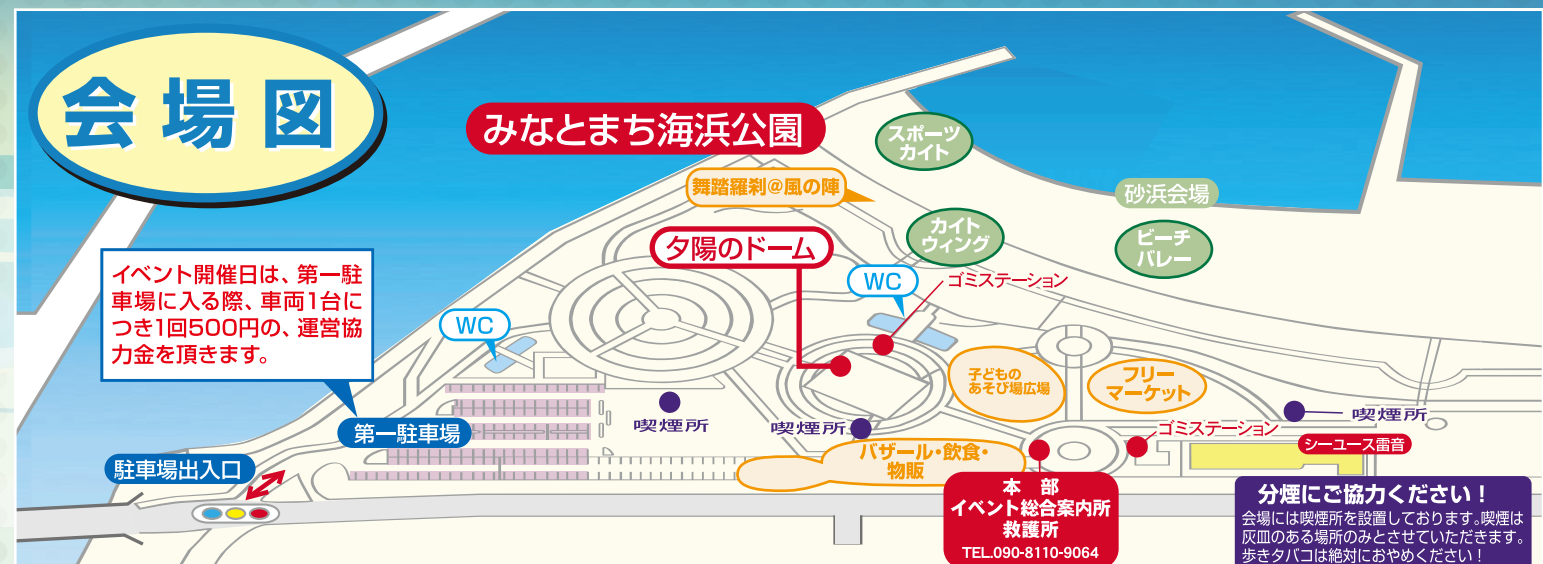 会場図
みなとまち海浜公園
スポーツ
カイト
舞踏羅刹@風の陣
砂浜会場
カイト
ウィング
ビーチ
バレー
夕陽のドーム
WC
ゴミステーション
イベント開催日は、第一駐
車場に入る際、車両1台に
つき1回500円の、運営協
力金を頂きます。
WC
子どもの
あそび場広場
フリー
マーケット
喫煙所
喫煙所
喫煙所
ゴミステーション
第一駐車場
シーユース雷音
バザール・飲食・
物販
駐車場出入口
本 部
イベント総合案内所
救護所
TEL.090-8110-9064
分煙にご協力ください!
会場には喫煙所を設置しております。喫煙は
灰皿のある場所のみとさせていただきます。
歩きタバコは絶対におやめください!